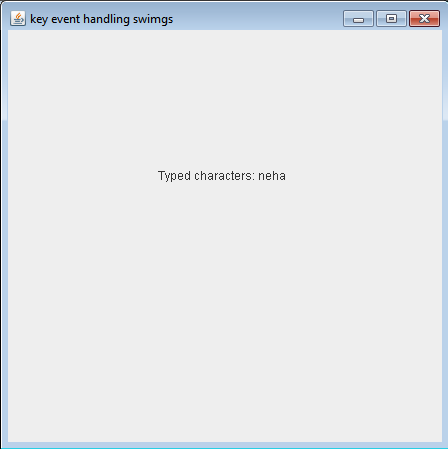 key event handling swimgs
Typed characters: neha